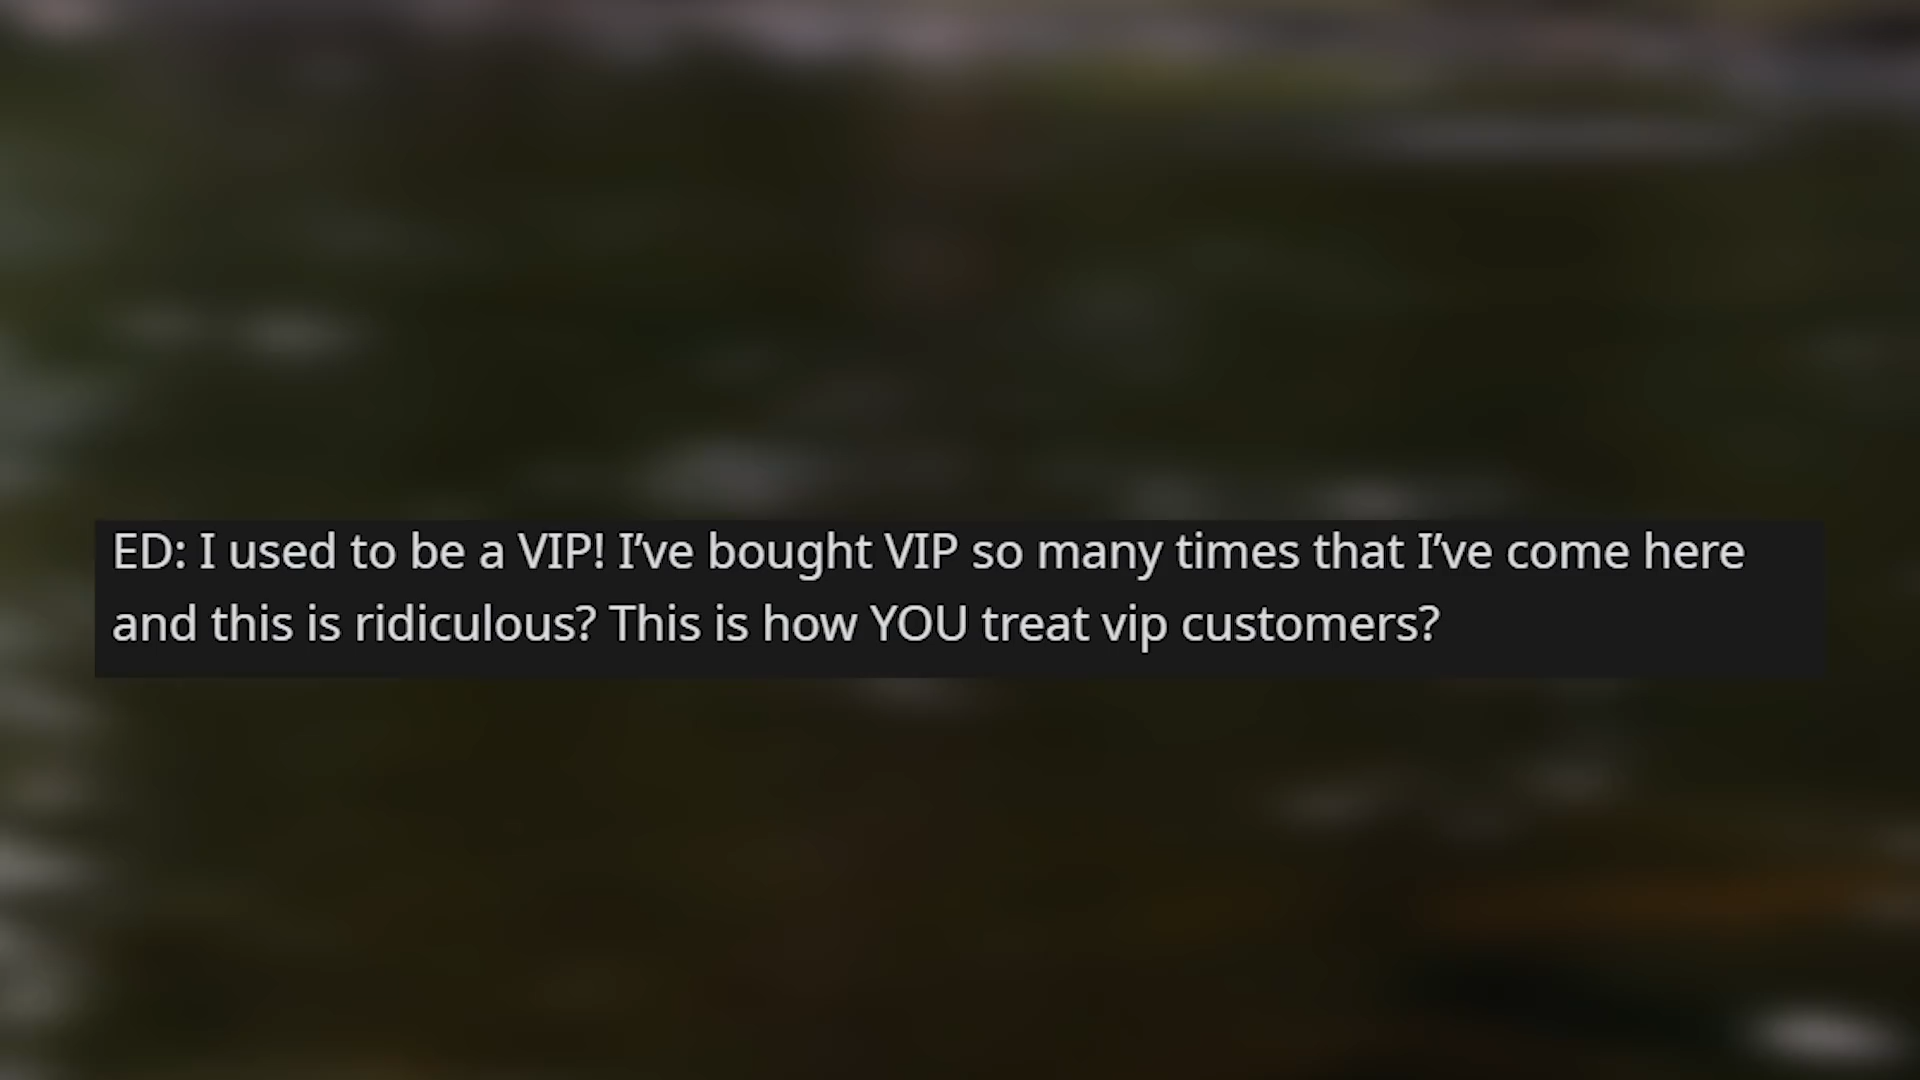 ED: I used to be a VIP! I’ve bought VIP so many times that I’ve come here
and this is ridiculous? This is how YOU treat vip customers?